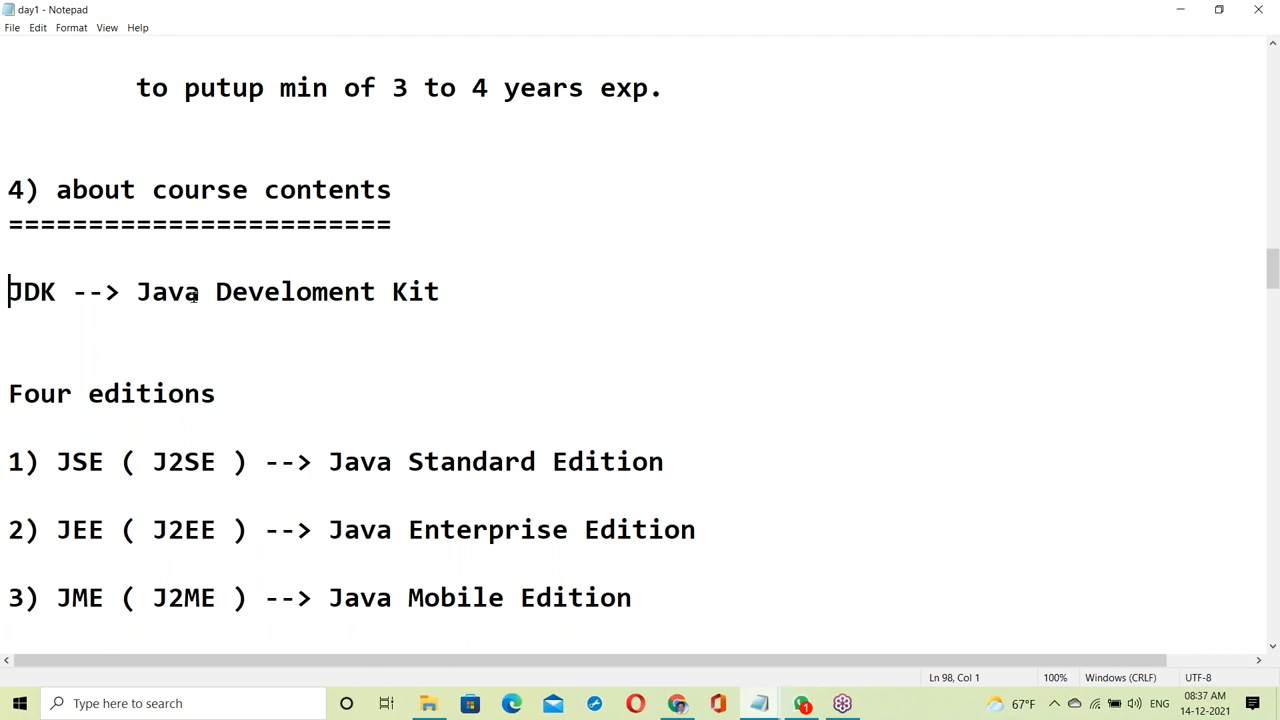 day1 - Notepad
File Edit Format View Help
to putup min of 3 to 4 years exp.
4) about course contents
========================
JDK --> Java Develoment Kit
Four editions
1) JSE ( J2SE ) --> Java Standard Edition
2) JEE ( J2EE ) --> Java Enterprise Edition
3) JME ( J2ME ) --> Java Mobile Edition
Ln 98, Col 1 100% Windows (CRLF) UTF-8
Type here to search 1 67°F ENG 08:37 AM
14-12-2021